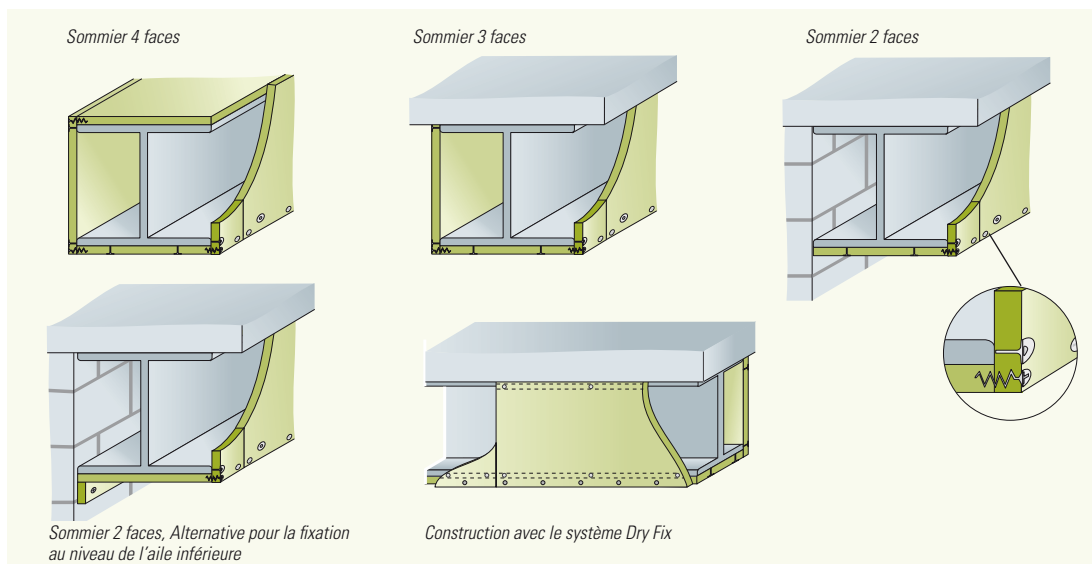 Sommier 4 faces
Sommier 3 faces
Sommier 2 faces
Sommier 2 faces, Alternative pour la fixation
au niveau de l'aile inférieure
Construction avec le système Dry Fix